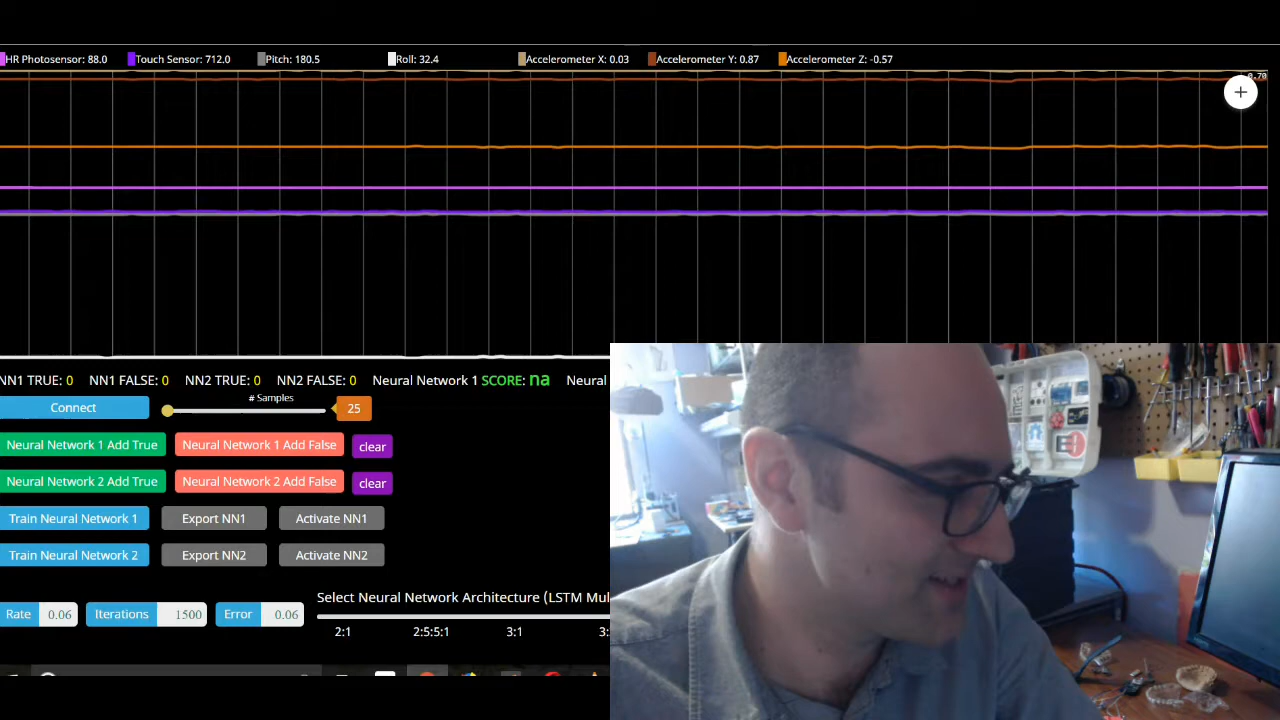 HR Photosensor: 88.0 Touch Sensor: 712.0 Pitch: 180.5 Roll: 32.4 Accelerometer X: 0.03 Accelerometer Y: 0.87 Accelerometer Z: -0.57
NN1 TRUE: 0 NN1 FALSE: 0 NN2 TRUE: 0 NN2 FALSE: 0 Neural Network 1 SCORE: na Neural
# Samples
Connect 25
Neural Network 1 Add True Neural Network 1 Add False clear
Neural Network 2 Add True Neural Network 2 Add False clear
Train Neural Network 1 Export NN1 Activate NN1
Train Neural Network 2 Export NN2 Activate NN2
Select Neural Network Architecture (LSTM Mul
Rate 0.06 Iterations 1500 Error 0.06
2:1 2:5:5:1 3:1 3: